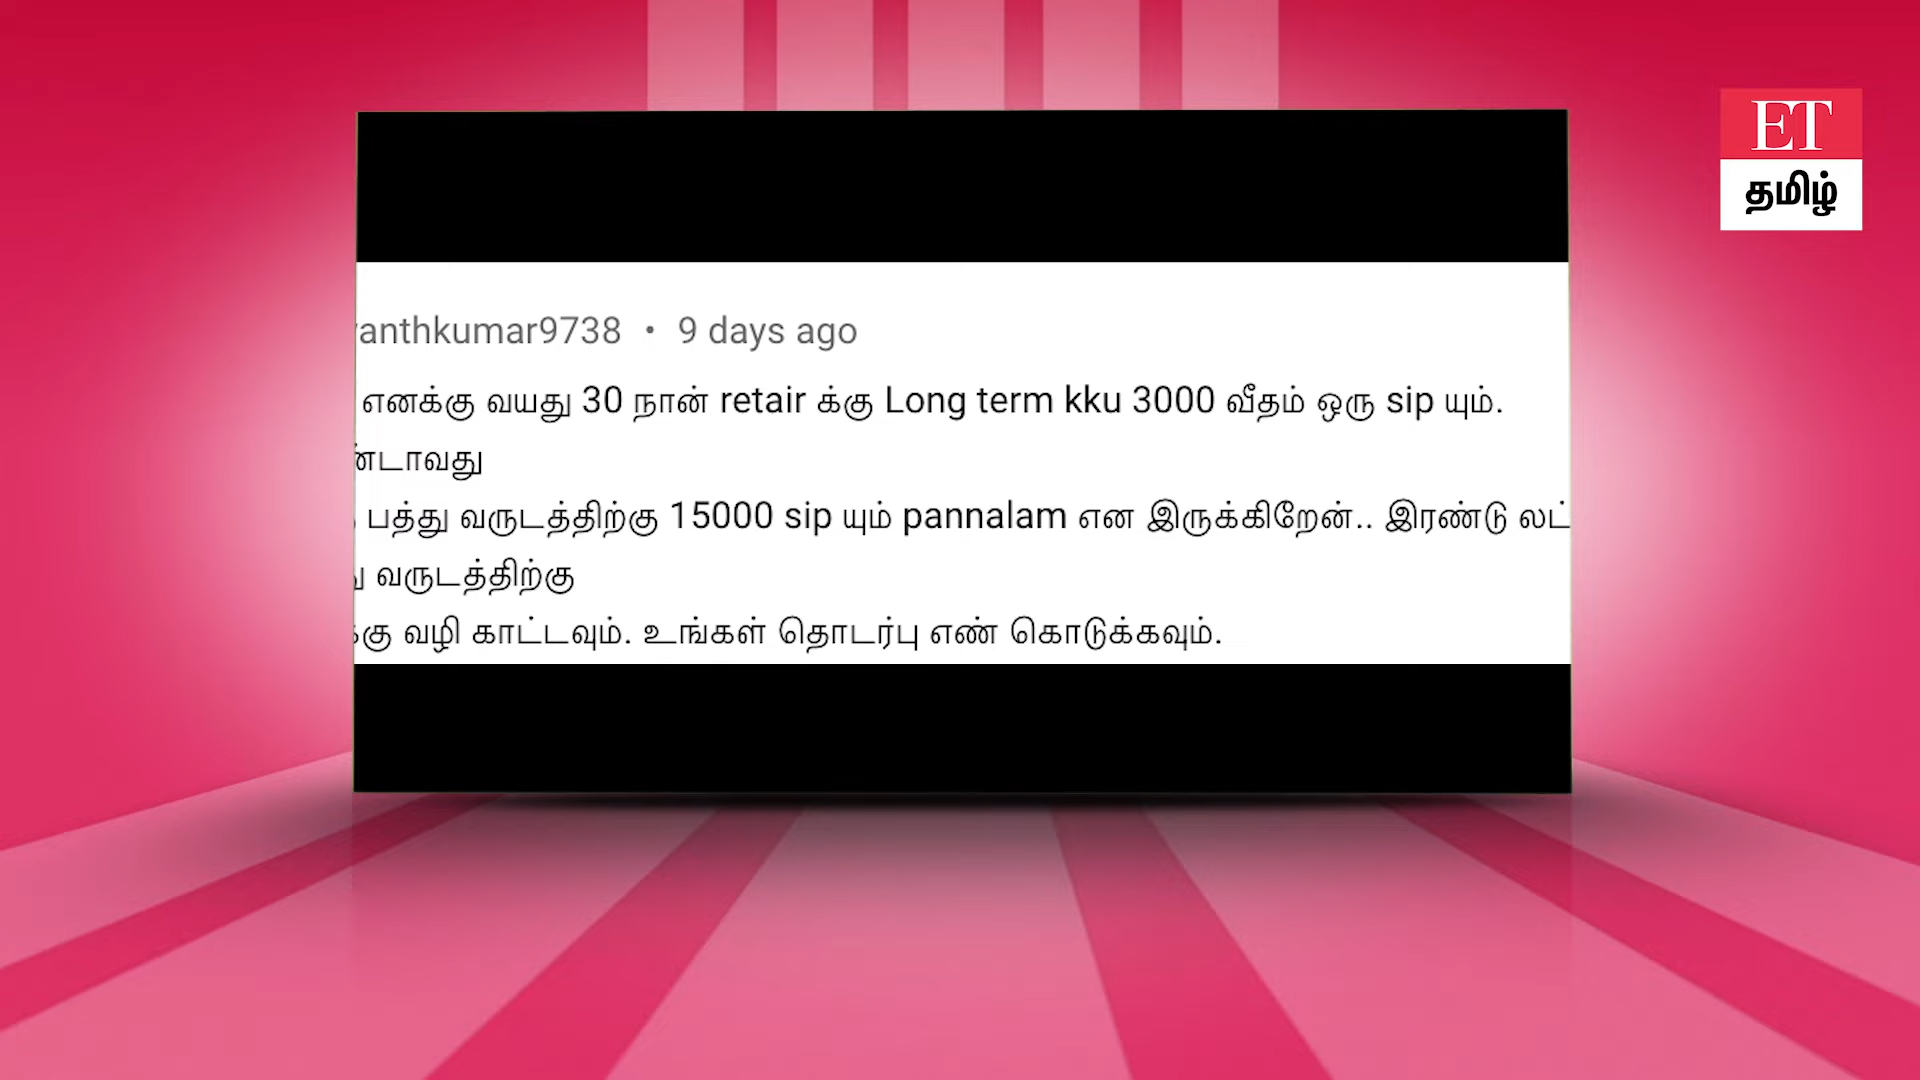 ET
தமிழ்
anthkumar9738 • 9 days ago
எனக்கு வயது 30 நான் retair க்கு Long term kku 3000 வீதம் ஒரு sip யும்.
ண்டாவது
பத்து வருடத்திற்கு 15000 sip யும் pannalam என இருக்கிறேன்.. இரண்டு லட்
வருடத்திற்கு
கு வழி காட்டவும். உங்கள் தொடர்பு எண் கொடுக்கவும்.